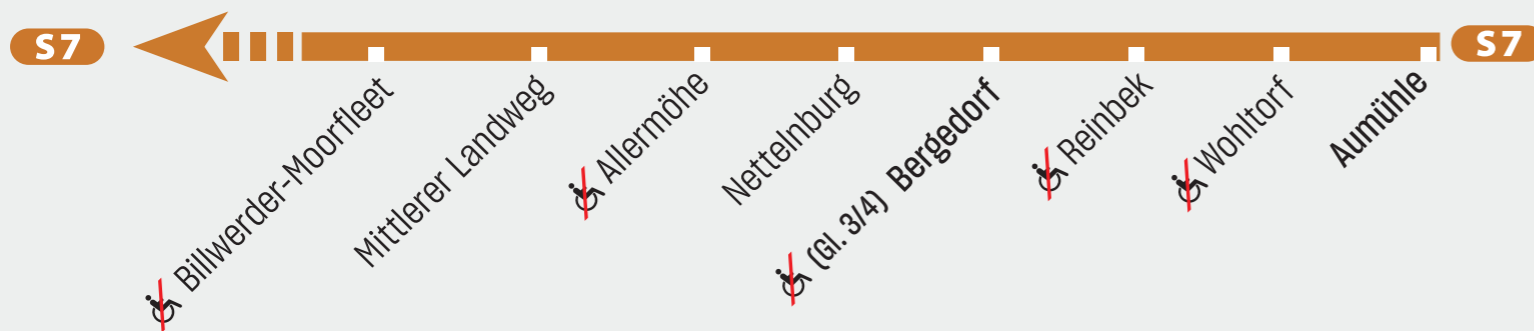 S7
S7
Billwerder-Moorfleet
Mittlerer Landweg
Allermöhe
Nettelnburg
(Gl. 3/4) Bergedorf
Reinbek
Wohltorf
Aumühle